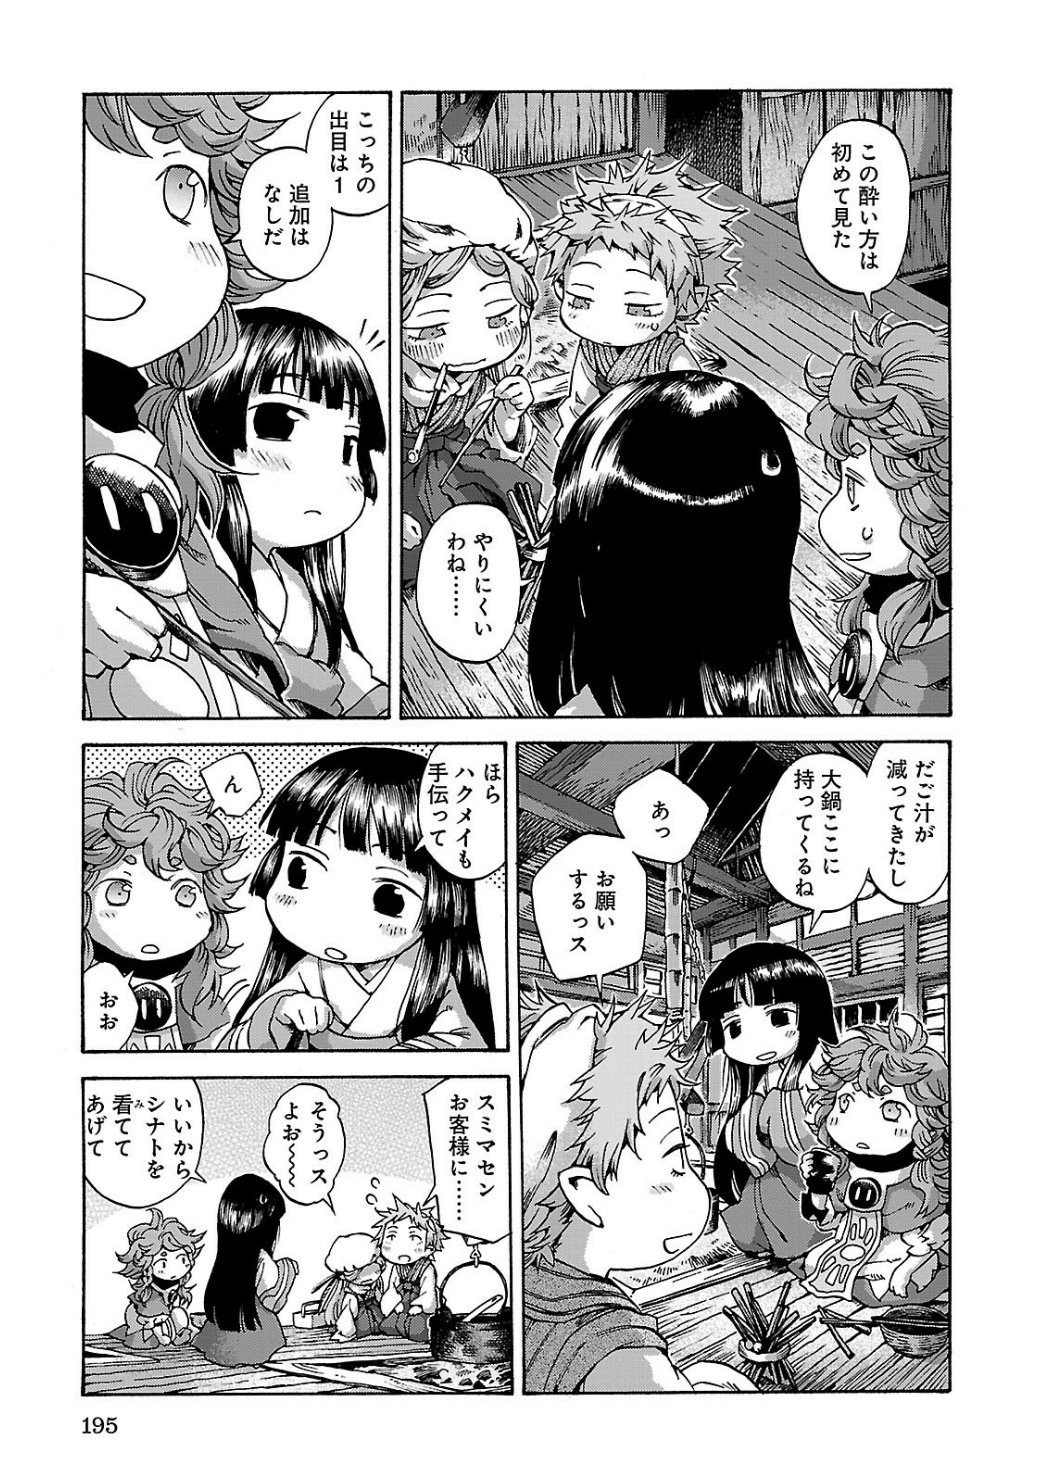 この酔い方は
初めて見た
やりにくい
わね……
こっちの
出目は1
追加は
なしだ
だご汁が
減ってきたし
大鍋ここに
持ってくるね
あっ
お願い
するっス
ほら
ハクメイも
手伝って
ん
おお
スミマセン
お客様に……
そうっス
よお〜〜
いいから
シナトを
看てて
み
あげて
195